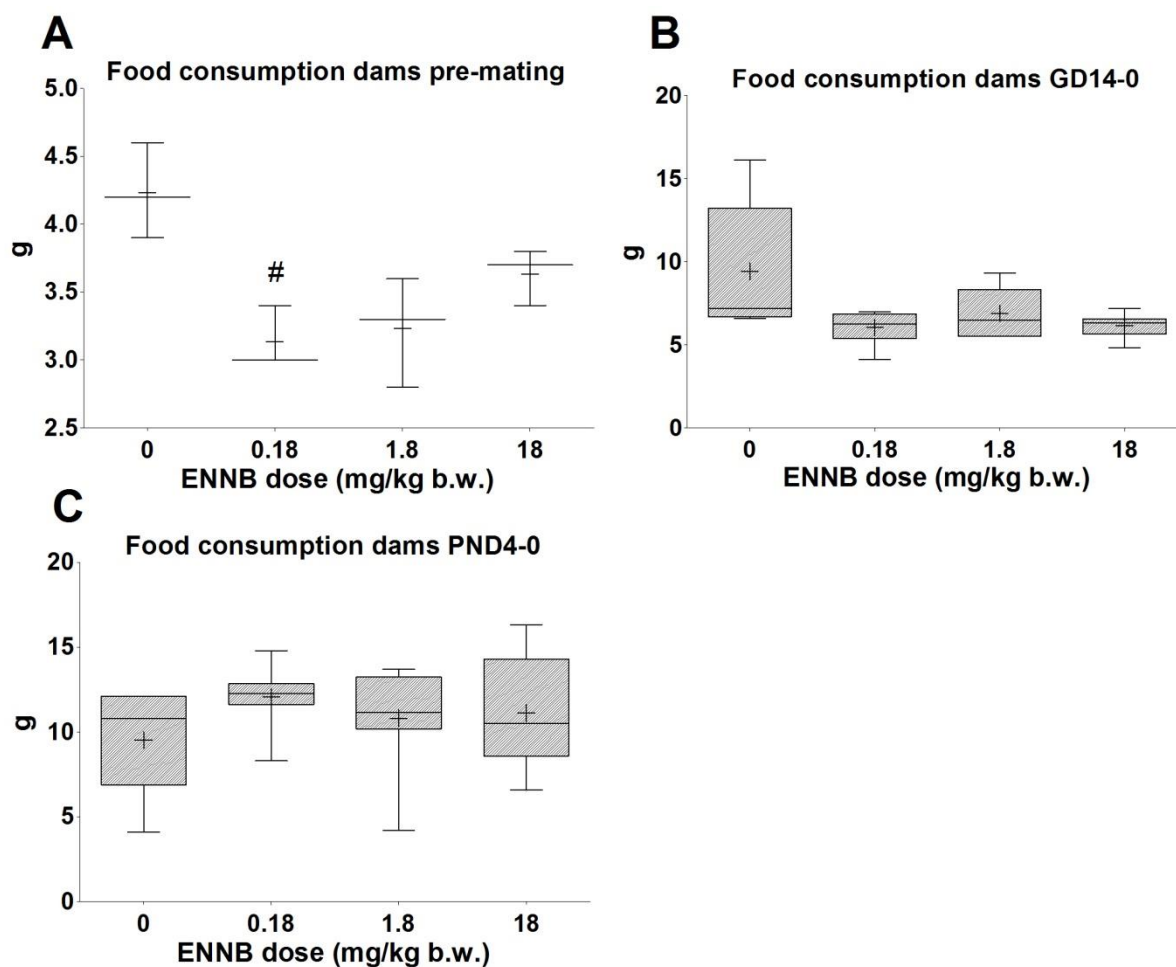 A
Food consumption dams pre-mating
5.0
4.5
4.0
3.5
3.0
2.5
g
#
0 0.18 1.8 18
ENNB dose (mg/kg b.w.)
B
Food consumption dams GD14-0
20
15
10
5
0
g
0 0.18 1.8 18
ENNB dose (mg/kg b.w.)
C
Food consumption dams PND4-0
20
15
10
5
0
g
0 0.18 1.8 18
ENNB dose (mg/kg b.w.)